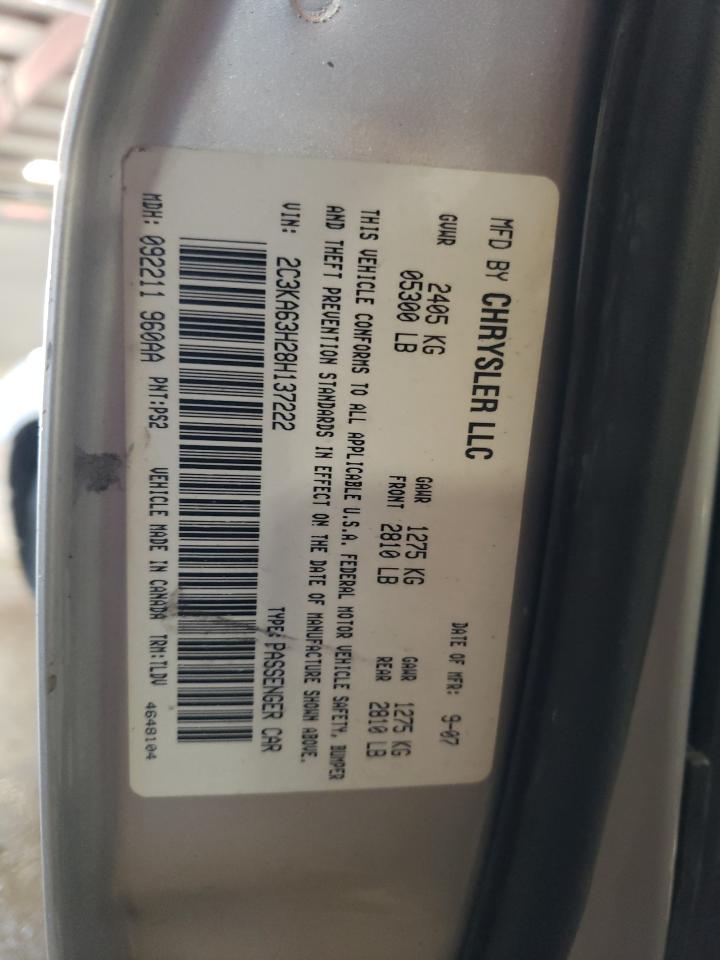 MFD BY CHRYSLER LLC
DATE OF MFR: 9-07
GVWR 2405 KG
05300 LB
GAWR FRONT 1275 KG
2810 LB
GAWR REAR 1275 KG
2810 LB
THIS VEHICLE CONFORMS TO ALL APPLICABLE U.S.A. FEDERAL MOTOR VEHICLE SAFETY, BUMPER
AND THEFT PREVENTION STANDARDS IN EFFECT ON THE DATE OF MANUFACTURE SHOWN ABOVE.
VIN: 2C3KA63H28H137222 TYPE: PASSENGER CAR
MDH: 092211 960AA PNT:PS2 VEHICLE MADE IN CANADA TRM:TLDV 4648104